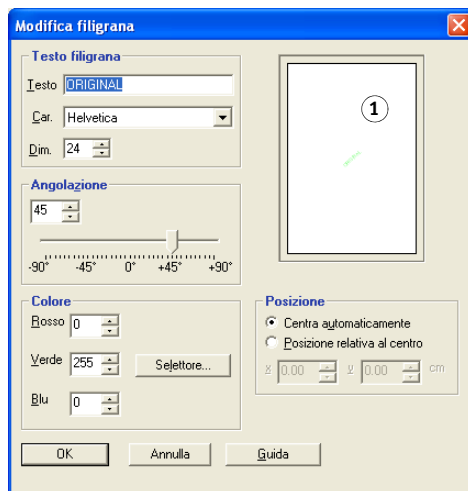 Modifica filigrana
Testo filigrana
Testo ORIGINAL
Car. Helvetica
Dim. 24
Angolazione
45
-90° -45° 0° +45° +90°
Colore
Rosso 0
Verde 255
Selettore...
Blu 0
1
Posizione
Centra automaticamente
Posizione relativa al centro
x 0.00 y 0.00 cm
OK Annulla Guida